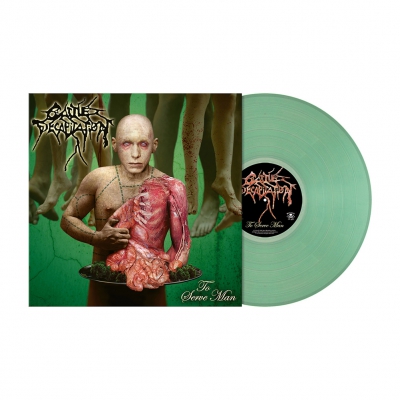 Cattle
Decapitation
To
Serve Man
Cattle
Decapitation
To Serve Man